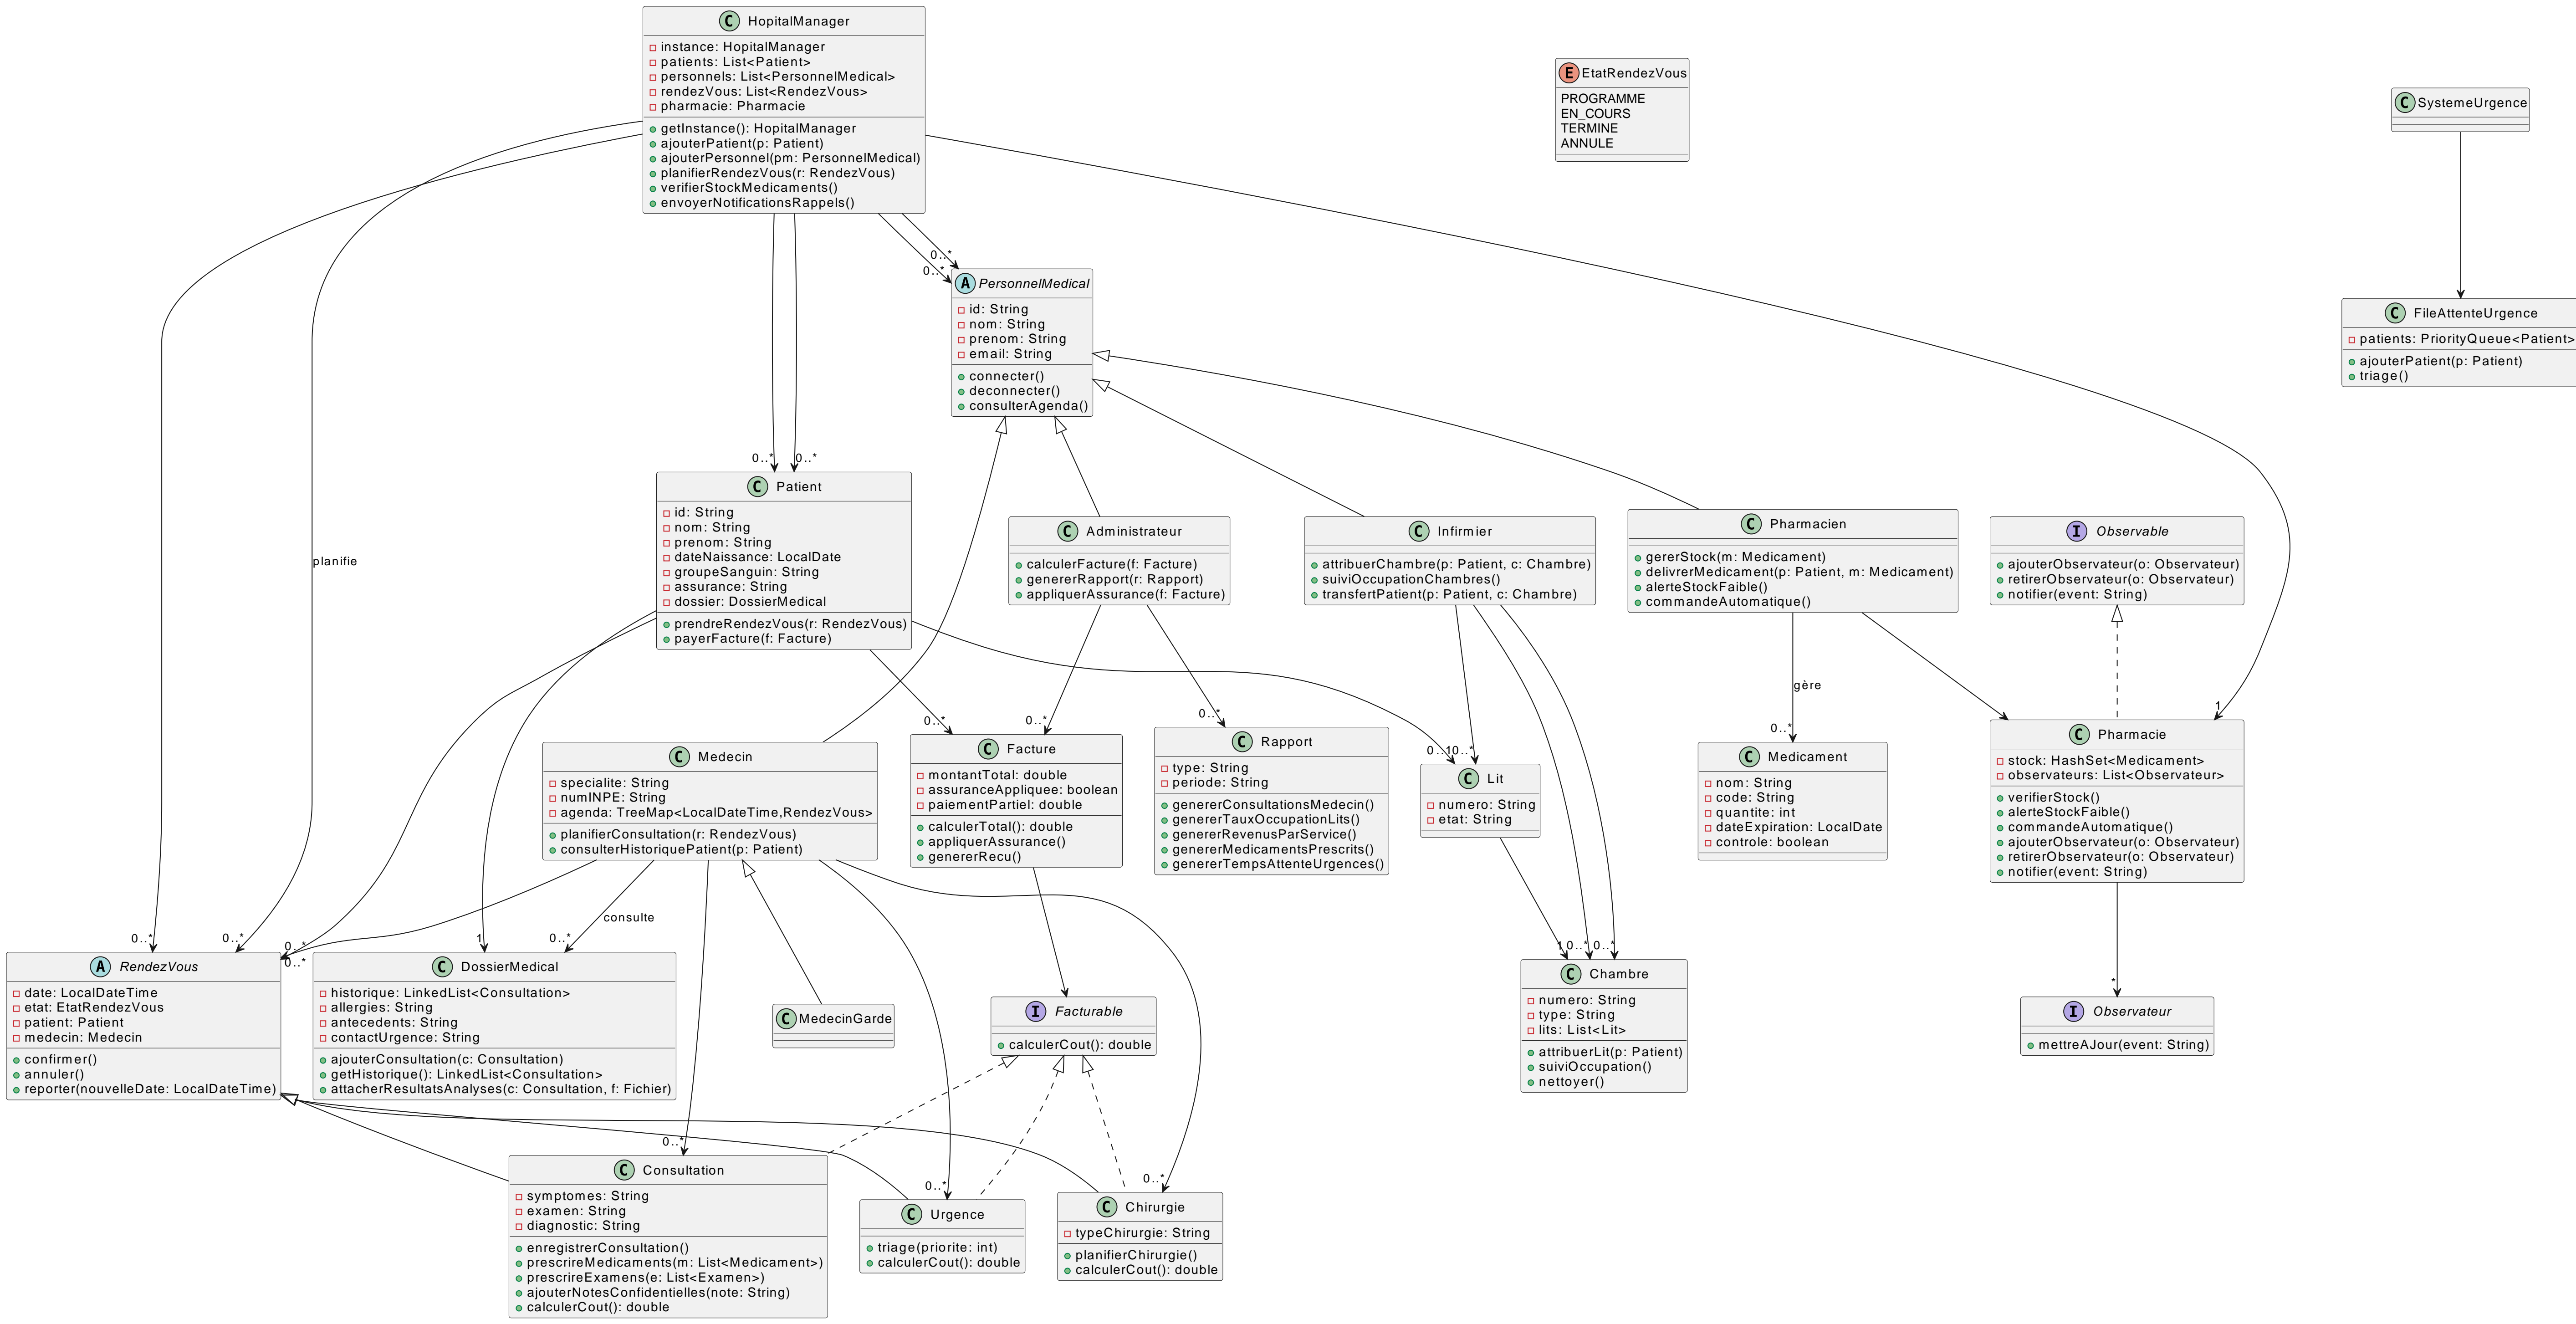 HopitalManager
instance: HopitalManager
patients: List<Patient>
personnels: List<PersonnelMedical>
rendezVous: List<RendezVous>
pharmacie: Pharmacie
getInstance(): HopitalManager
ajouterPatient(p: Patient)
ajouterPersonnel(pm: PersonnelMedical)
planifierRendezVous(r: RendezVous)
verifierStockMedicaments()
envoyerNotificationsRappels()
E EtatRendezVous
PROGRAMME
EN_COURS
TERMINE
ANNULE
C SystemeUrgence
C FileAttenteUrgence
patients: PriorityQueue<Patient>
ajouterPatient(p: Patient)
triage()
0..*
0..*
A PersonnelMedical
id: String
nom: String
prenom: String
email: String
connecter()
deconnecter()
consulterAgenda()
planifie
0..*
0..*
C Patient
id: String
nom: String
prenom: String
dateNaissance: LocalDate
groupeSanguin: String
assurance: String
dossier: DossierMedical
prendreRendezVous(r: RendezVous)
payerFacture(f: Facture)
C Administrateur
calculerFacture(f: Facture)
genererRapport(r: Rapport)
appliquerAssurance(f: Facture)
C Infirmier
attribuerChambre(p: Patient, c: Chambre)
suiviOccupationChambres()
transfertPatient(p: Patient, c: Chambre)
C Pharmacien
gererStock(m: Medicament)
delivrerMedicament(p: Patient, m: Medicament)
alerteStockFaible()
commandeAutomatique()
I Observable
ajouterObservateur(o: Observateur)
retirerObservateur(o: Observateur)
notifier(event: String)
gère
0..*
0..*
0..*
0..1
0..*
0..*
1
C Medecin
specialite: String
numINPE: String
agenda: TreeMap<LocalDateTime,RendezVous>
planifierConsultation(r: RendezVous)
consulterHistoriquePatient(p: Patient)
C Facture
montantTotal: double
assuranceAppliquee: boolean
paiementPartiel: double
calculerTotal(): double
appliquerAssurance()
genererRecu()
C Rapport
type: String
periode: String
genererConsultationsMedecin()
genererTauxOccupationLits()
genererRevenusParService()
genererMedicamentsPrescrits()
genererTempsAttenteUrgences()
C Lit
numero: String
etat: String
C Medicament
nom: String
code: String
quantite: int
dateExpiration: LocalDate
controle: boolean
C Pharmacie
stock: HashSet<Medicament>
observateurs: List<Observateur>
verifierStock()
alerteStockFaible()
commandeAutomatique()
ajouterObservateur(o: Observateur)
retirerObservateur(o: Observateur)
notifier(event: String)
consulte
0..*
0..*
0..*
0..*
1
0..*
1
0..*
0..*
*
A RendezVous
date: LocalDateTime
etat: EtatRendezVous
patient: Patient
medecin: Medecin
confirmer()
annuler()
reporter(nouvelleDate: LocalDateTime)
C DossierMedical
historique: LinkedList<Consultation>
allergies: String
antecedents: String
contactUrgence: String
ajouterConsultation(c: Consultation)
getHistorique(): LinkedList<Consultation>
attacherResultatsAnalyses(c: Consultation, f: Fichier)
C MedecinGarde
I Facturable
calculerCout(): double
C Chambre
numero: String
type: String
lits: List<Lit>
attribuerLit(p: Patient)
suiviOccupation()
nettoyer()
I Observateur
mettreAJour(event: String)
0..*
0..*
0..*
C Consultation
symptomes: String
examen: String
diagnostic: String
enregistrerConsultation()
prescrireMedicaments(m: List<Medicament>)
prescrireExamens(e: List<Examen>)
ajouterNotesConfidentielles(note: String)
calculerCout(): double
C Urgence
triage(priorite: int)
calculerCout(): double
C Chirurgie
typeChirurgie: String
planifierChirurgie()
calculerCout(): double